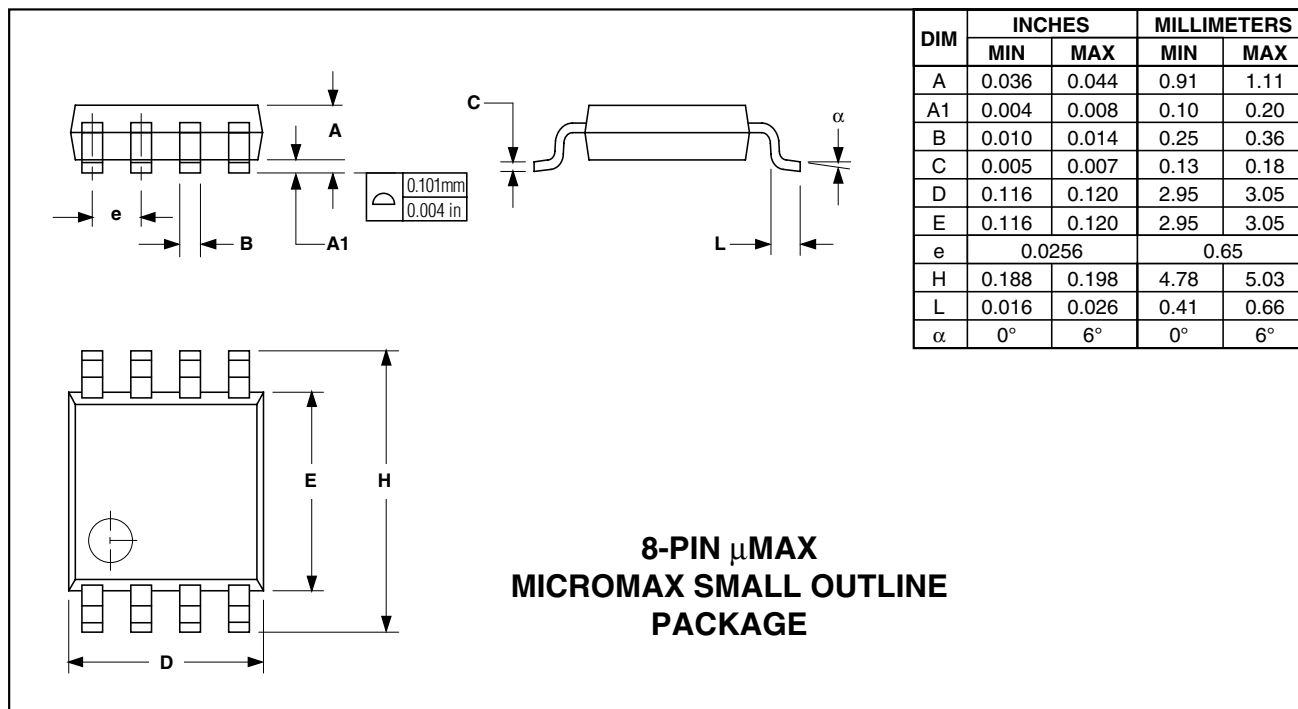 DIM INCHES MILLIMETERS
MIN MAX MIN MAX
A 0.036 0.044 0.91 1.11
A1 0.004 0.008 0.10 0.20
B 0.010 0.014 0.25 0.36
C 0.005 0.007 0.13 0.18
D 0.116 0.120 2.95 3.05
E 0.116 0.120 2.95 3.05
e 0.0256 0.65
H 0.188 0.198 4.78 5.03
L 0.016 0.026 0.41 0.66
α 0° 6° 0° 6°
C
A
α
0.101mm
0.004 in
e
B
A1
L
E
H
D
8-PIN μMAX
MICROMAX SMALL OUTLINE
PACKAGE